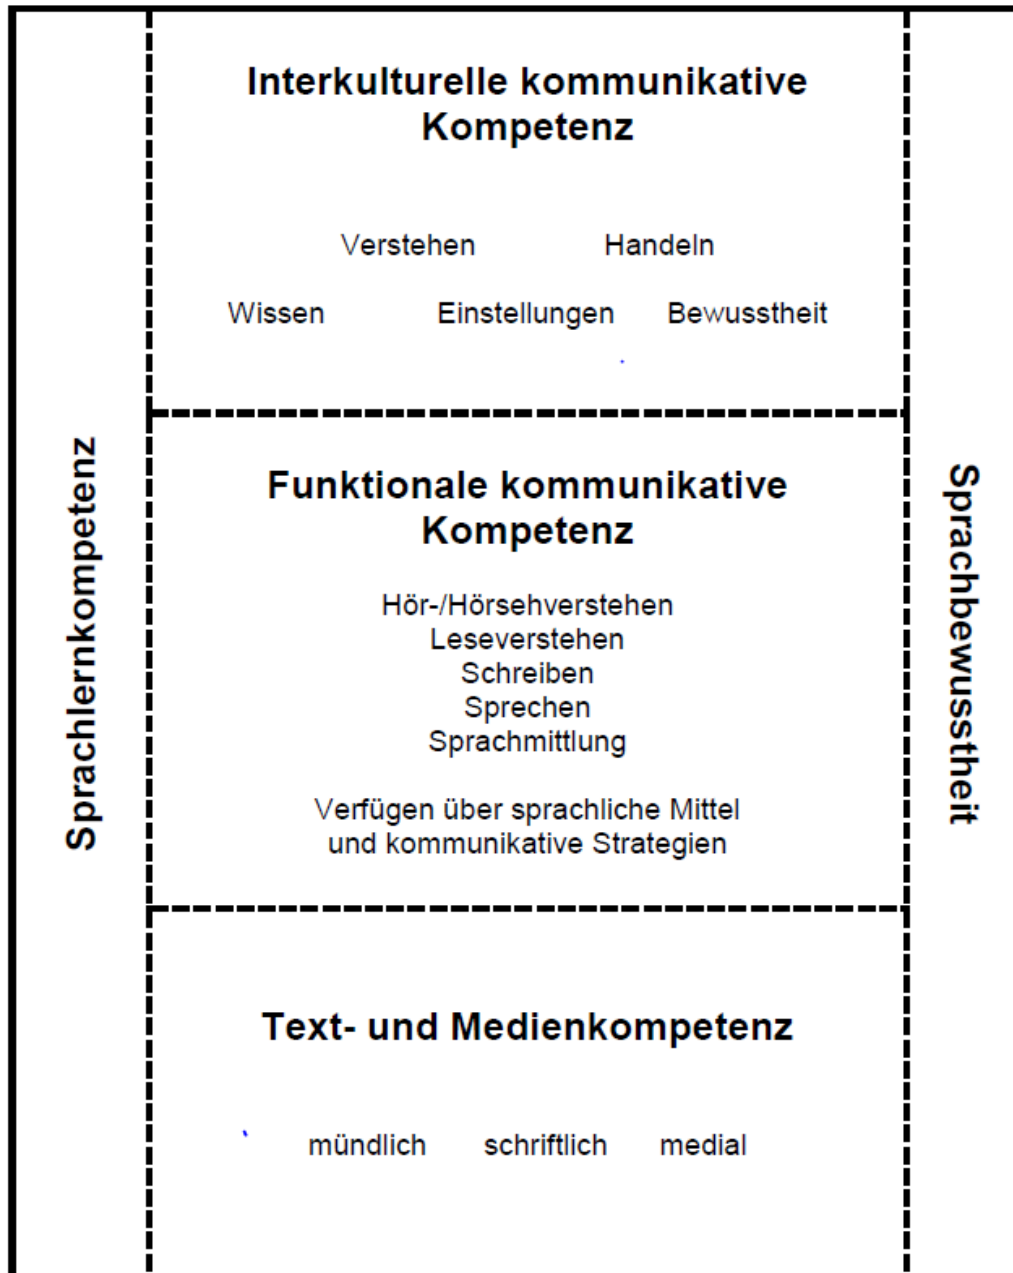 Interkulturelle kommunikative
Kompetenz
Verstehen Handeln
Wissen Einstellungen Bewusstheit
Sprachlernkompetenz
Funktionale kommunikative
Kompetenz
Hör-/Hörsehverstehen
Leseverstehen
Schreiben
Sprechen
Sprachmittlung
Verfügen über sprachliche Mittel
und kommunikative Strategien
Sprachbewusstheit
Text- und Medienkompetenz
mündlich schriftlich medial